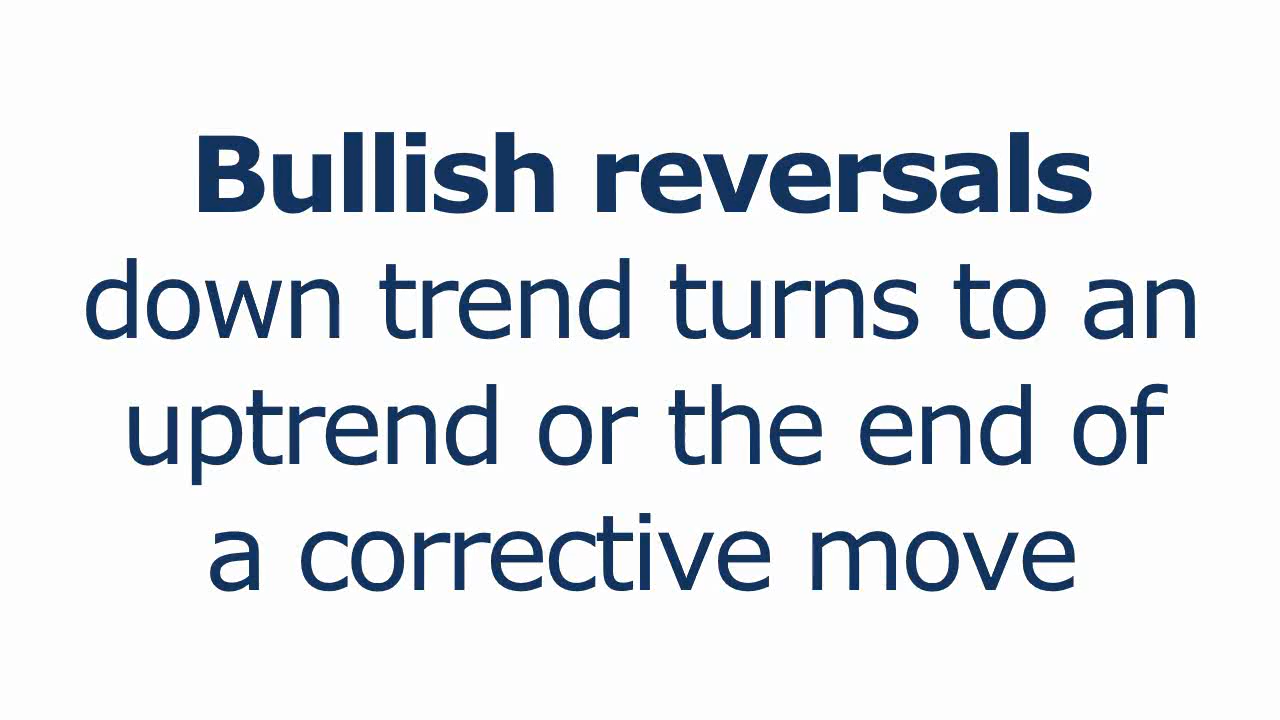 Bullish reversals
down trend turns to an
uptrend or the end of
a corrective move